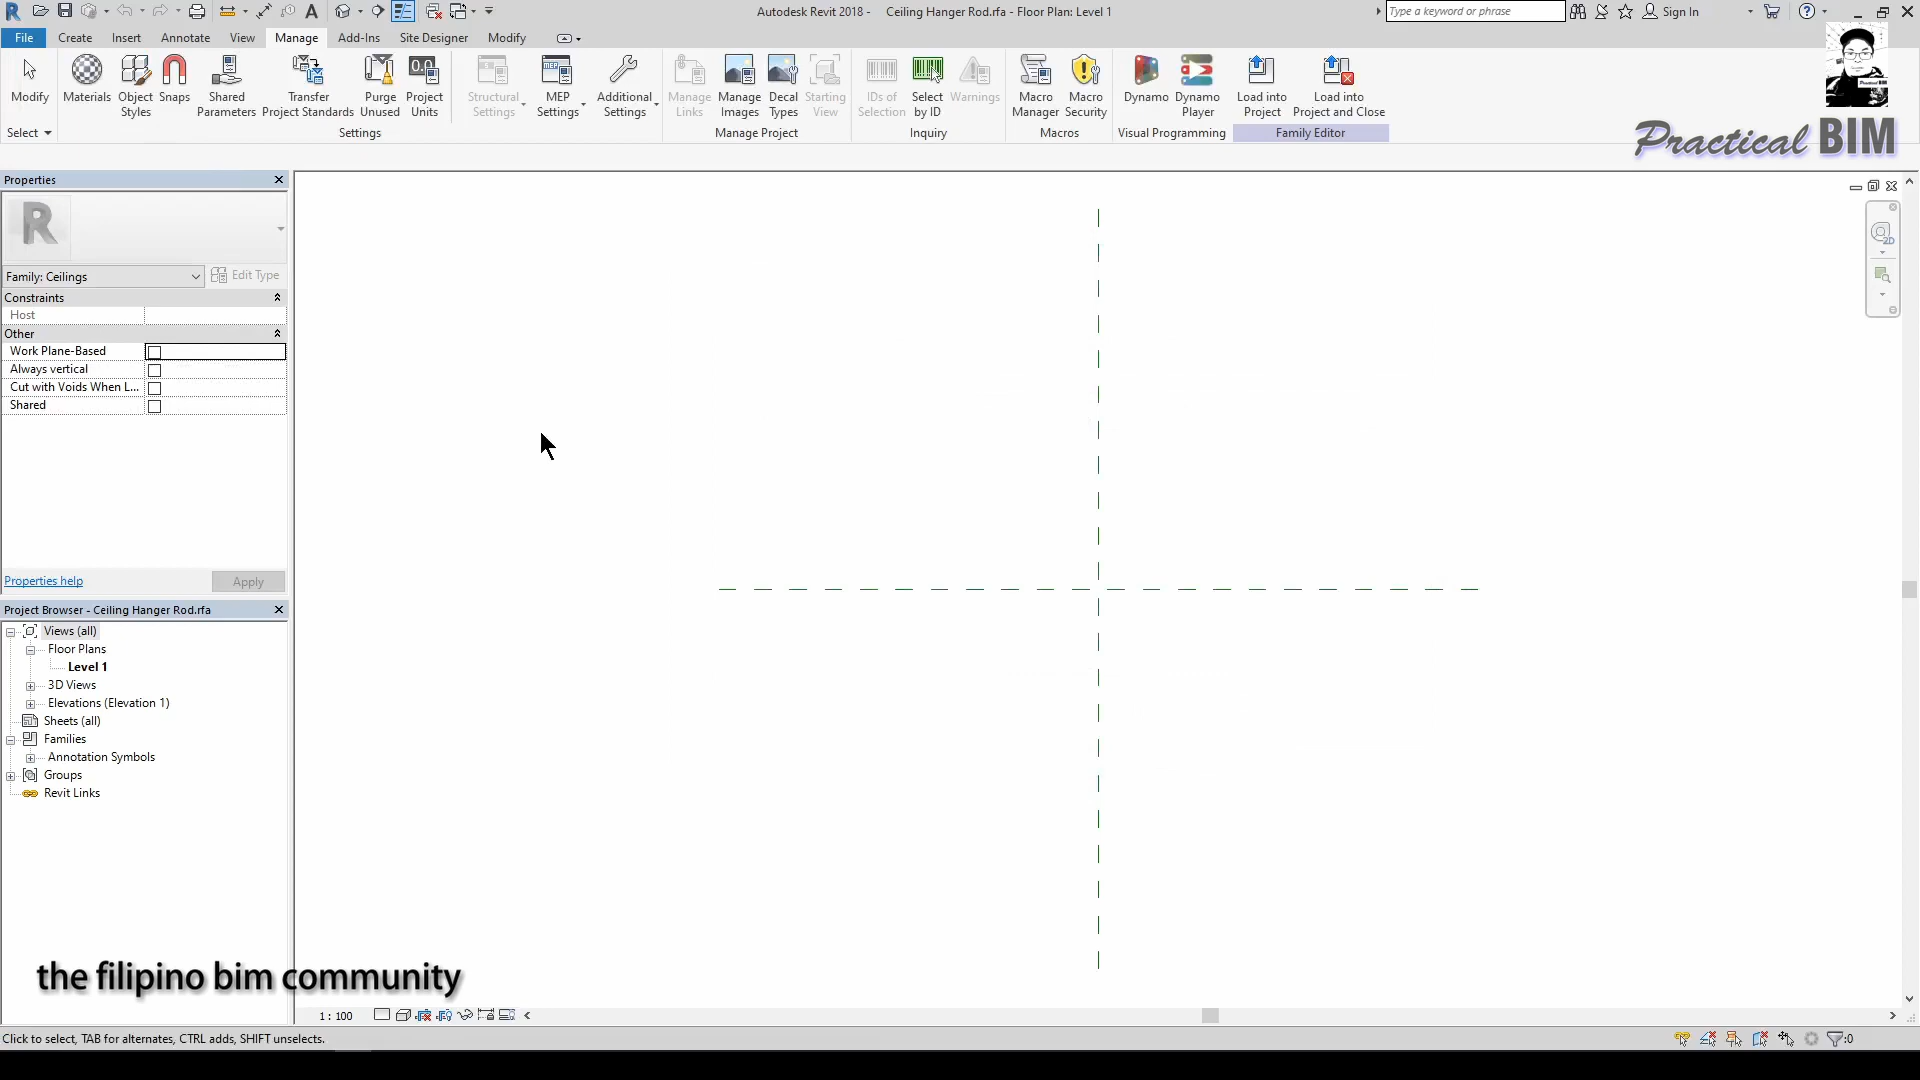 Autodesk Revit 2018 - Ceiling Hanger Rod.rfa - Floor Plan: Level 1
Type a keyword or phrase
Sign In
File Create Insert Annotate View Manage Add-Ins Site Designer Modify
Modify
Materials
Object Styles
Snaps
Shared Parameters
Transfer Project Standards
Purge Unused
Project Units
Structural Settings
MEP Settings
Additional Settings
Manage Links
Manage Images
Decal Types
Starting View
IDs of Selection
Select by ID
Warnings
Macro Manager
Macro Security
Dynamo
Dynamo Player
Load into Project
Load into Project and Close
Select Settings Manage Project Inquiry Macros Visual Programming Family Editor
Practical BIM
Properties
Family: Ceilings
Edit Type
Constraints
Host
Other
Work Plane-Based
Always vertical
Cut with Voids When L...
Shared
Properties help
Apply
Project Browser - Ceiling Hanger Rod.rfa
Views (all)
Floor Plans
Level 1
3D Views
Elevations (Elevation 1)
Sheets (all)
Families
Annotation Symbols
Groups
Revit Links
2D
the filipino bim community
1 : 100
Click to select, TAB for alternates, CTRL adds, SHIFT unselects.
:0